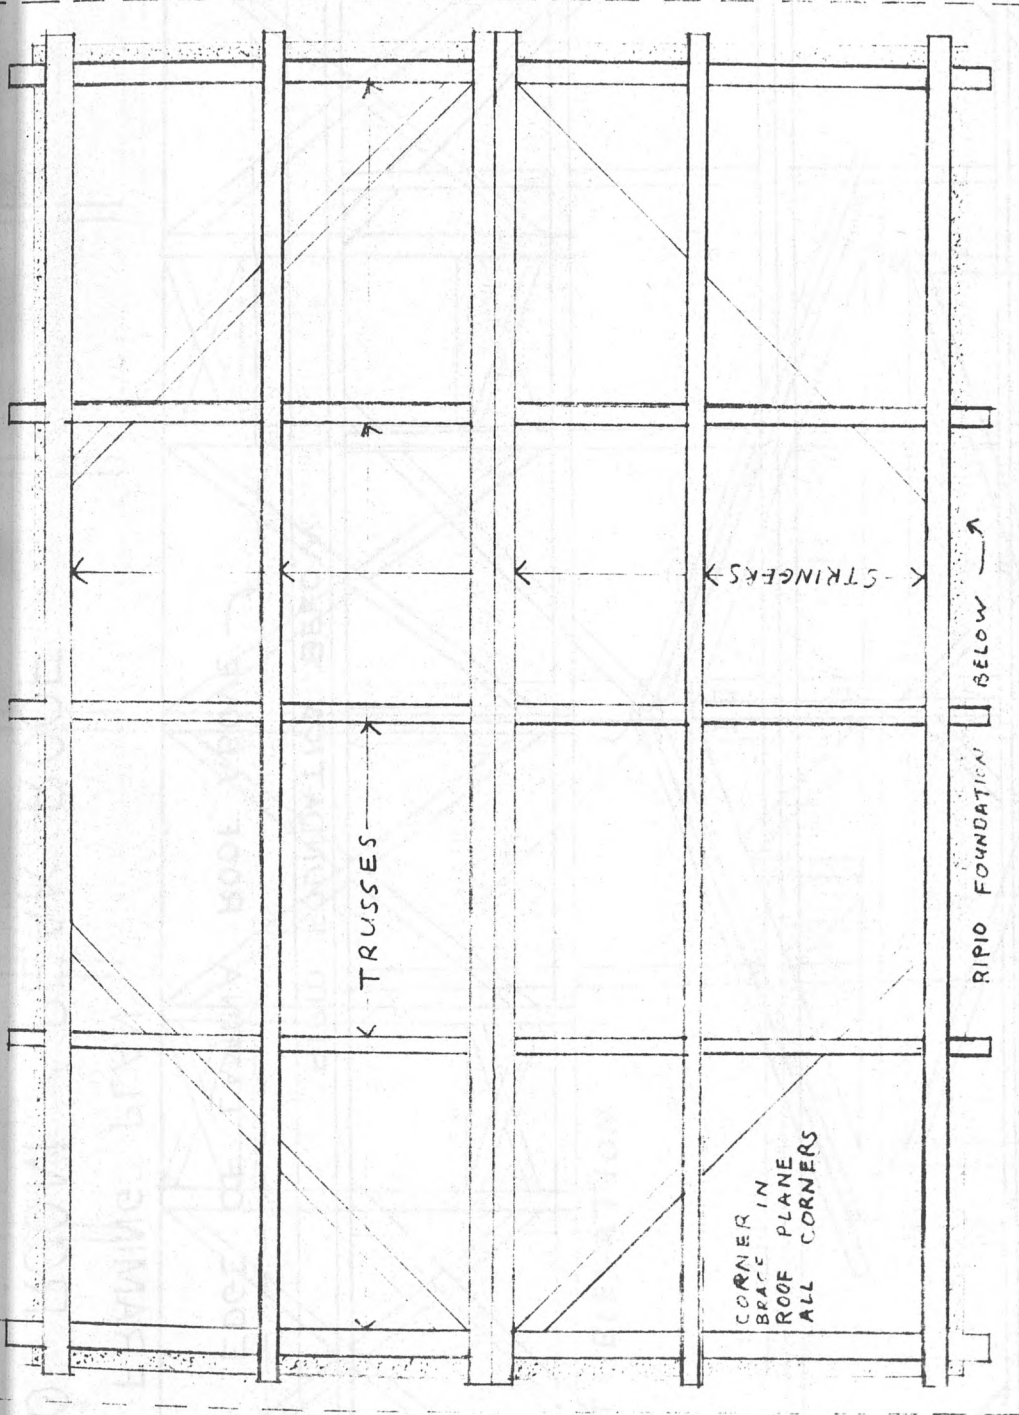 STRINGERS
TRUSSES
RIPIO FOUNDATION BELOW
CORNER
BRACE IN
ROOF PLANE
ALL CORNERS